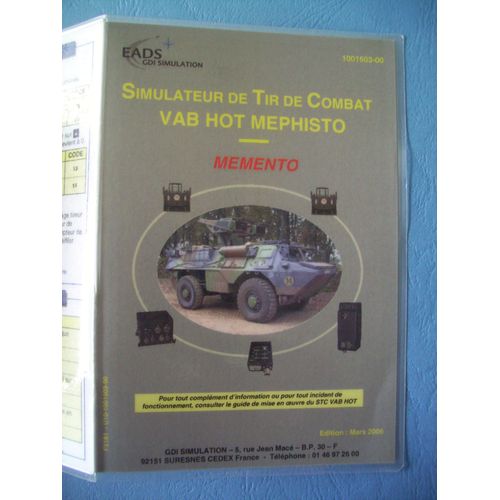 EADS
GDI SIMULATION
1001603-00
SIMULATEUR DE TIR DE COMBAT
VAB HOT MEPHISTO
MEMENTO
Pour tout complément d'information ou pour tout incident de
fonctionnement, consulter le guide de mise en œuvre du STC VAB HOT
Edition : Mars 2006
GDI SIMULATION – 5, rue Jean Macé – B.P. 30 – F
92151 SURESNES CEDEX France - Téléphone : 01 46 97 26 00
CODE